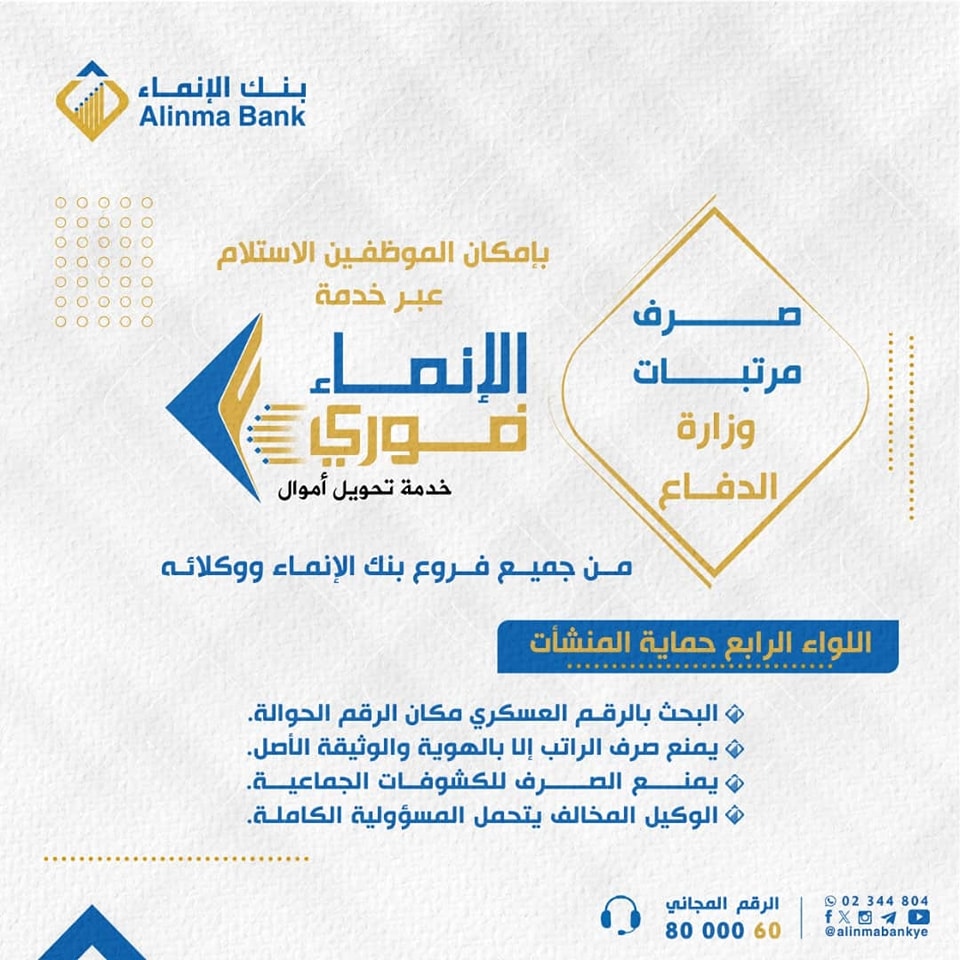 بنك الإنماء
Alinma Bank
صرف
مرتبات
وزارة
الدفاع
بإمكان الموظفين الاستلام
عبر خدمة
الإنماء
فوري
خدمة تحويل أموال
من جميع فروع بنك الإنماء ووكلائه
اللواء الرابع حماية المنشأت
البحث بالرقم العسكري مكان الرقم الحوالة.
يمنع صرف الراتب إلا بالهوية والوثيقة الأصل.
يمنع الصرف للكشوفات الجماعية.
الوكيل المخالف يتحمل المسؤولية الكاملة.
الرقم المجاني
80 000 60
02 344 804
@alinmabankye